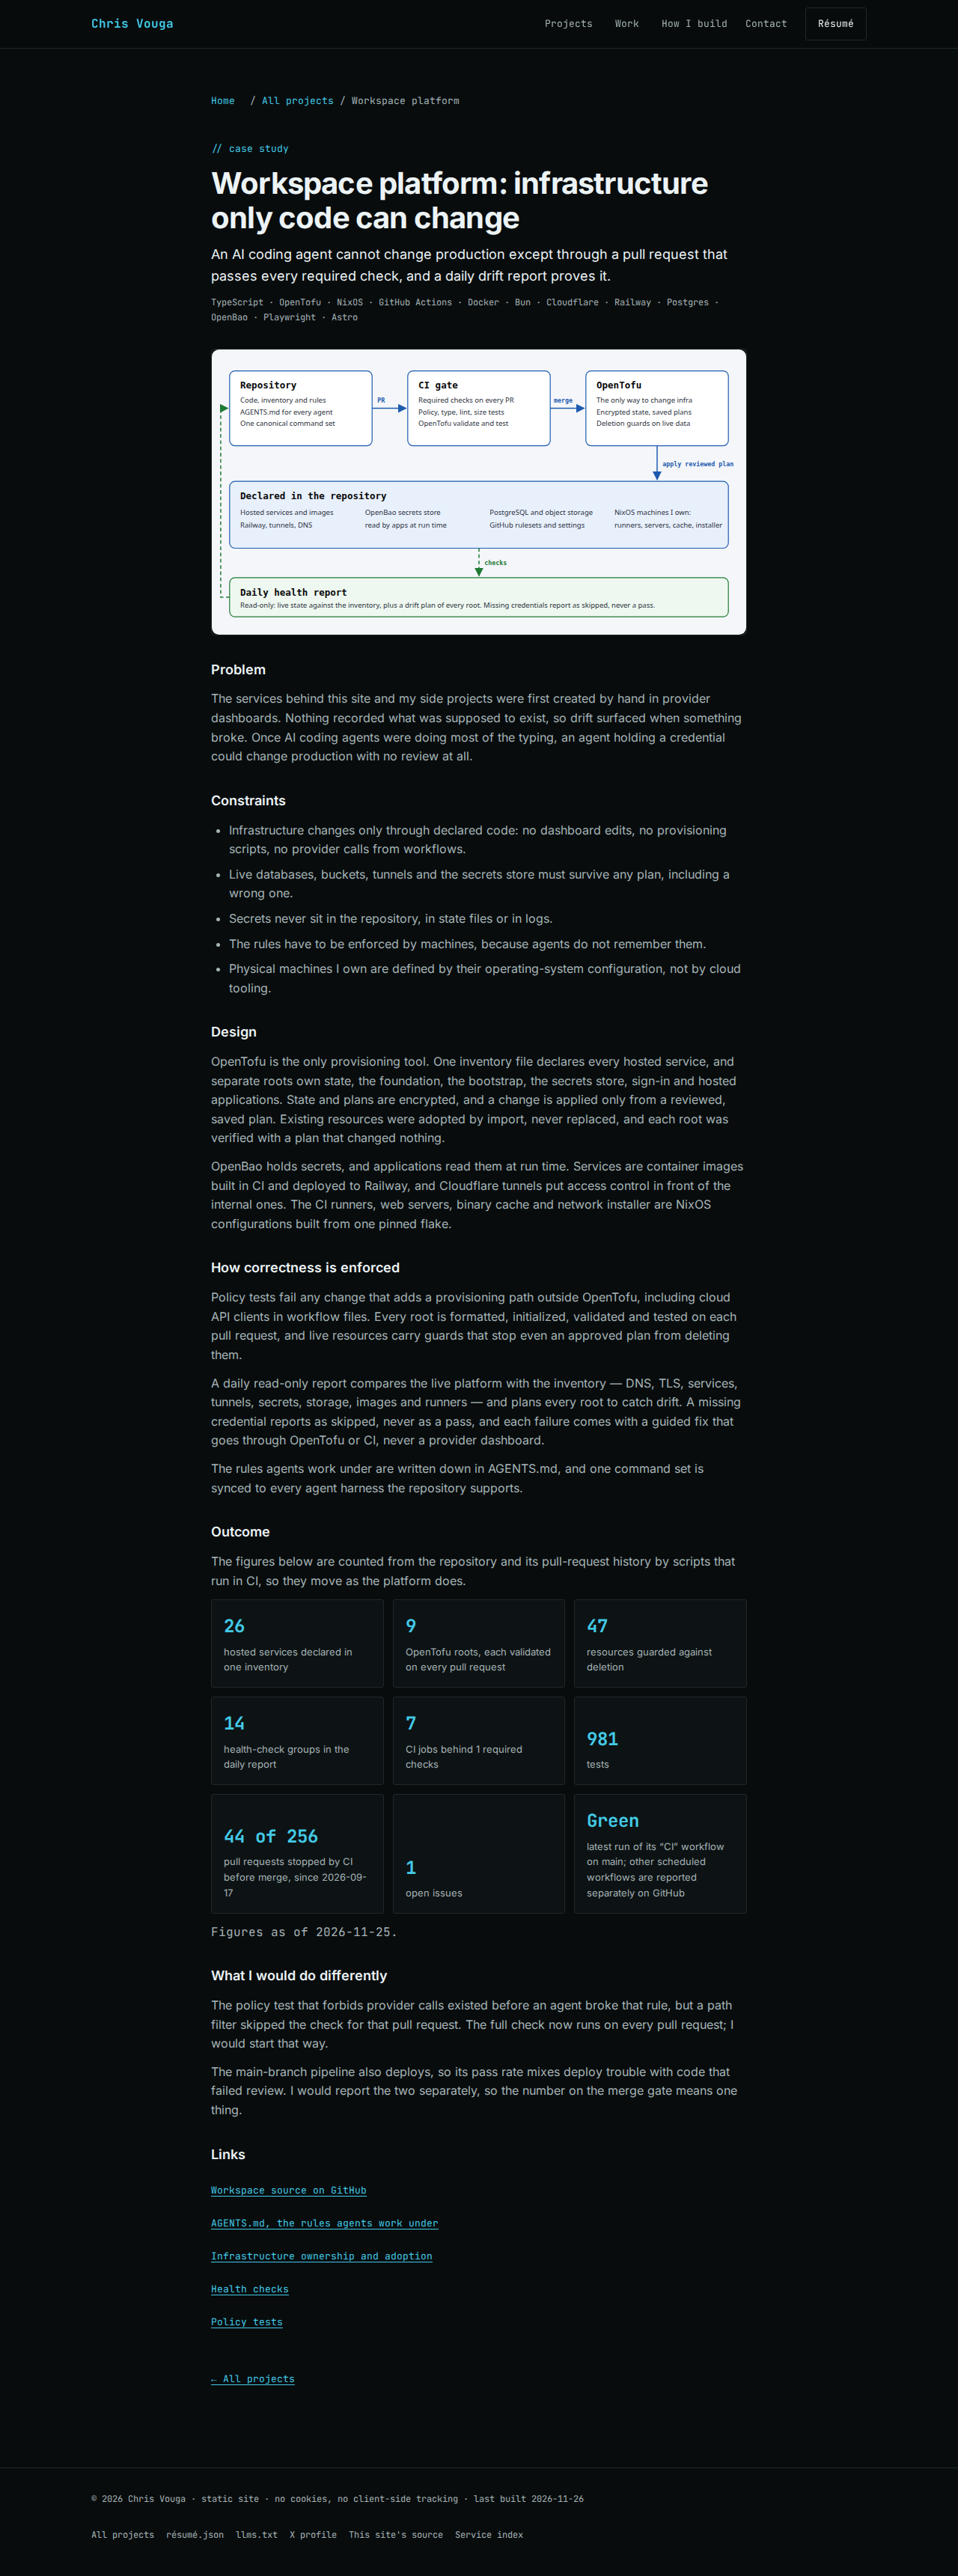 Chris Vouga
Projects Work How I build Contact Résumé
Home / All projects / Workspace platform
// case study
Workspace platform: infrastructure
only code can change
An AI coding agent cannot change production except through a pull request that
passes every required check, and a daily drift report proves it.
TypeScript · OpenTofu · NixOS · GitHub Actions · Docker · Bun · Cloudflare · Railway · Postgres ·
OpenBao · Playwright · Astro
Repository
Code, inventory and rules
AGENTS.md for every agent
One canonical command set
PR
CI gate
Required checks on every PR
Policy, type, lint, size tests
OpenTofu validate and test
merge
OpenTofu
The only way to change infra
Encrypted state, saved plans
Deletion guards on live data
apply reviewed plan
Declared in the repository
Hosted services and images
Railway, tunnels, DNS
OpenBao secrets store
read by apps at run time
PostgreSQL and object storage
GitHub rulesets and settings
NixOS machines I own:
runners, servers, cache, installer
checks
Daily health report
Read-only: live state against the inventory, plus a drift plan of every root. Missing credentials report as skipped, never a pass.
Problem
The services behind this site and my side projects were first created by hand in provider
dashboards. Nothing recorded what was supposed to exist, so drift surfaced when something
broke. Once AI coding agents were doing most of the typing, an agent holding a credential
could change production with no review at all.
Constraints
• Infrastructure changes only through declared code: no dashboard edits, no provisioning
scripts, no provider calls from workflows.
• Live databases, buckets, tunnels and the secrets store must survive any plan, including a
wrong one.
• Secrets never sit in the repository, in state files or in logs.
• The rules have to be enforced by machines, because agents do not remember them.
• Physical machines I own are defined by their operating-system configuration, not by cloud
tooling.
Design
OpenTofu is the only provisioning tool. One inventory file declares every hosted service, and
separate roots own state, the foundation, the bootstrap, the secrets store, sign-in and hosted
applications. State and plans are encrypted, and a change is applied only from a reviewed,
saved plan. Existing resources were adopted by import, never replaced, and each root was
verified with a plan that changed nothing.
OpenBao holds secrets, and applications read them at run time. Services are container images
built in CI and deployed to Railway, and Cloudflare tunnels put access control in front of the
internal ones. The CI runners, web servers, binary cache and network installer are NixOS
configurations built from one pinned flake.
How correctness is enforced
Policy tests fail any change that adds a provisioning path outside OpenTofu, including cloud
API clients in workflow files. Every root is formatted, initialized, validated and tested on each
pull request, and live resources carry guards that stop even an approved plan from deleting
them.
A daily read-only report compares the live platform with the inventory — DNS, TLS, services,
tunnels, secrets, storage, images and runners — and plans every root to catch drift. A missing
credential reports as skipped, never as a pass, and each failure comes with a guided fix that
goes through OpenTofu or CI, never a provider dashboard.
The rules agents work under are written down in AGENTS.md, and one command set is
synced to every agent harness the repository supports.
Outcome
The figures below are counted from the repository and its pull-request history by scripts that
run in CI, so they move as the platform does.
26
hosted services declared in
one inventory
9
OpenTofu roots, each validated
on every pull request
47
resources guarded against
deletion
14
health-check groups in the
daily report
7
CI jobs behind 1 required
checks
981
tests
44 of 256
pull requests stopped by CI
before merge, since 2026-09-
17
1
open issues
Green
latest run of its “CI” workflow
on main; other scheduled
workflows are reported
separately on GitHub
Figures as of 2026-11-25.
What I would do differently
The policy test that forbids provider calls existed before an agent broke that rule, but a path
filter skipped the check for that pull request. The full check now runs on every pull request; I
would start that way.
The main-branch pipeline also deploys, so its pass rate mixes deploy trouble with code that
failed review. I would report the two separately, so the number on the merge gate means one
thing.
Links
Workspace source on GitHub
AGENTS.md, the rules agents work under
Infrastructure ownership and adoption
Health checks
Policy tests
← All projects
© 2026 Chris Vouga · static site · no cookies, no client-side tracking · last built 2026-11-26
All projects résumé.json llms.txt X profile This site's source Service index